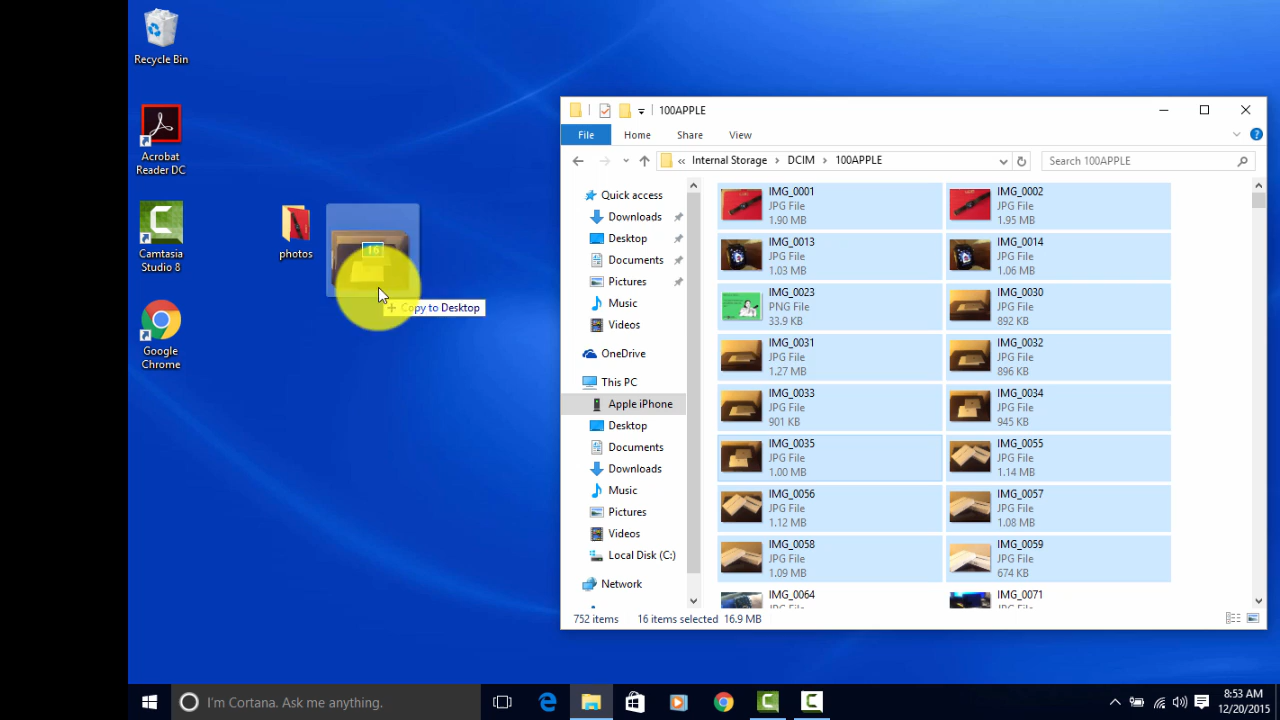 Recycle Bin
Acrobat
Reader DC
Camtasia
Studio 8
Google
Chrome
photos
16
Copy to Desktop
100APPLE
File Home Share View
« Internal Storage DCIM 100APPLE
Search 100APPLE
Quick access
Downloads
Desktop
Documents
Pictures
Music
Videos
OneDrive
This PC
Apple iPhone
Desktop
Documents
Downloads
Music
Pictures
Videos
Local Disk (C:)
Network
IMG_0001
JPG File
1.90 MB
IMG_0002
JPG File
1.95 MB
IMG_0013
JPG File
1.03 MB
IMG_0014
JPG File
1.06 MB
IMG_0023
PNG File
33.9 KB
IMG_0030
JPG File
892 KB
IMG_0031
JPG File
1.27 MB
IMG_0032
JPG File
896 KB
IMG_0033
JPG File
901 KB
IMG_0034
JPG File
945 KB
IMG_0035
JPG File
1.00 MB
IMG_0055
JPG File
1.14 MB
IMG_0056
JPG File
1.12 MB
IMG_0057
JPG File
1.08 MB
IMG_0058
JPG File
1.09 MB
IMG_0059
JPG File
674 KB
IMG_0064
IMG_0071
752 items 16 items selected 16.9 MB
I'm Cortana. Ask me anything.
8:53 AM
12/20/2015